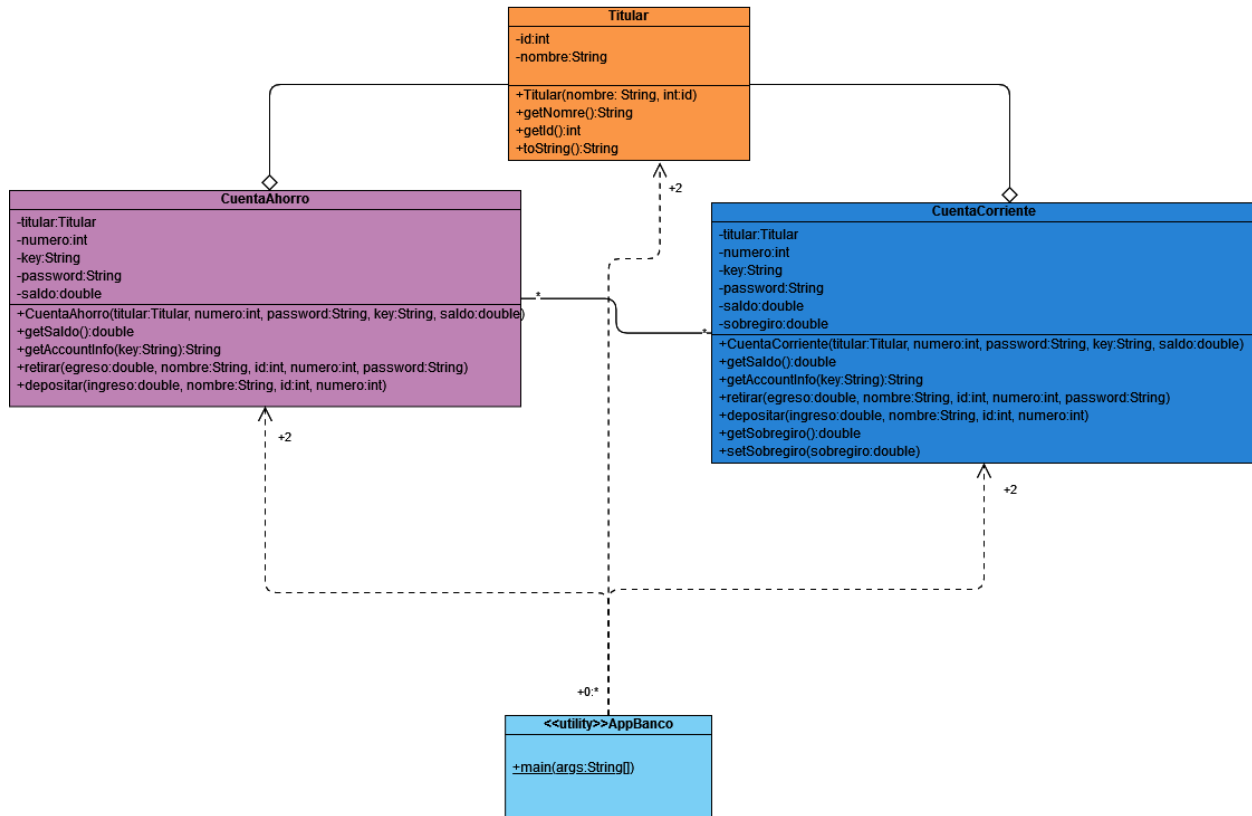 Titular
-id:int
-nombre:String
+Titular(nombre: String, int:id)
+getNomre():String
+getId():int
+toString():String
+2
CuentaAhorro
-titular:Titular
-numero:int
-key:String
-password:String
-saldo:double
+CuentaAhorro(titular:Titular, numero:int, password:String, key:String, saldo:double)
+getSaldo():double
+getAccountInfo(key:String):String
+retirar(egreso:double, nombre:String, id:int, numero:int, password:String)
+depositar(ingreso:double, nombre:String, id:int, numero:int)
*
*
CuentaCorriente
-titular:Titular
-numero:int
-key:String
-password:String
-saldo:double
-sobregiro:double
+CuentaCorriente(titular:Titular, numero:int, password:String, key:String, saldo:double)
+getSaldo():double
+getAccountInfo(key:String):String
+retirar(egreso:double, nombre:String, id:int, numero:int, password:String)
+depositar(ingreso:double, nombre:String, id:int, numero:int)
+getSobregiro():double
+setSobregiro(sobregiro:double)
+2
+2
+0:*
<<utility>>AppBanco
+main(args:String[])